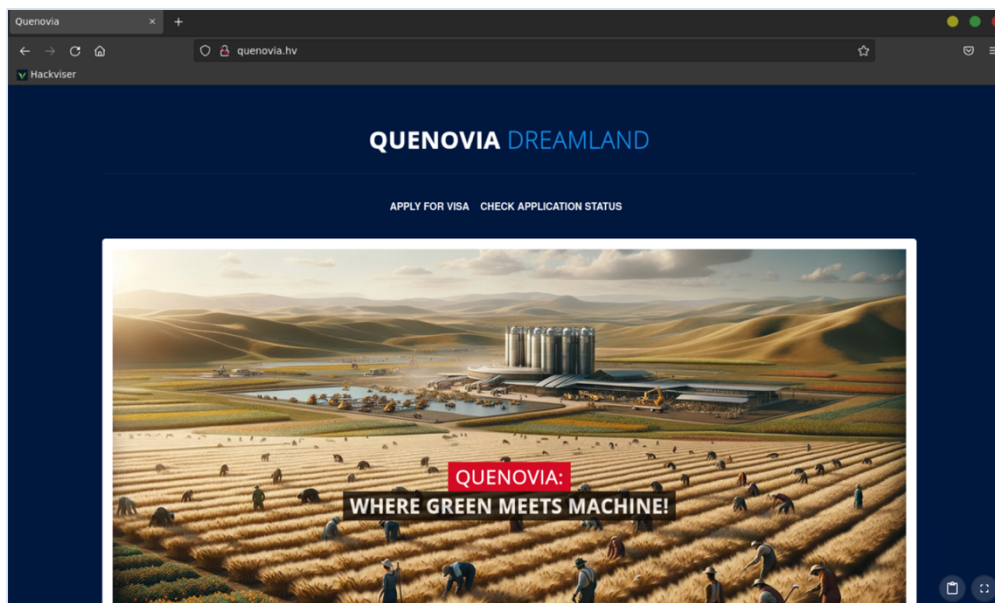 Quenovia
quenovia.hv
Hackviser
QUENOVIA DREAMLAND
APPLY FOR VISA CHECK APPLICATION STATUS
QUENOVIA:
WHERE GREEN MEETS MACHINE!